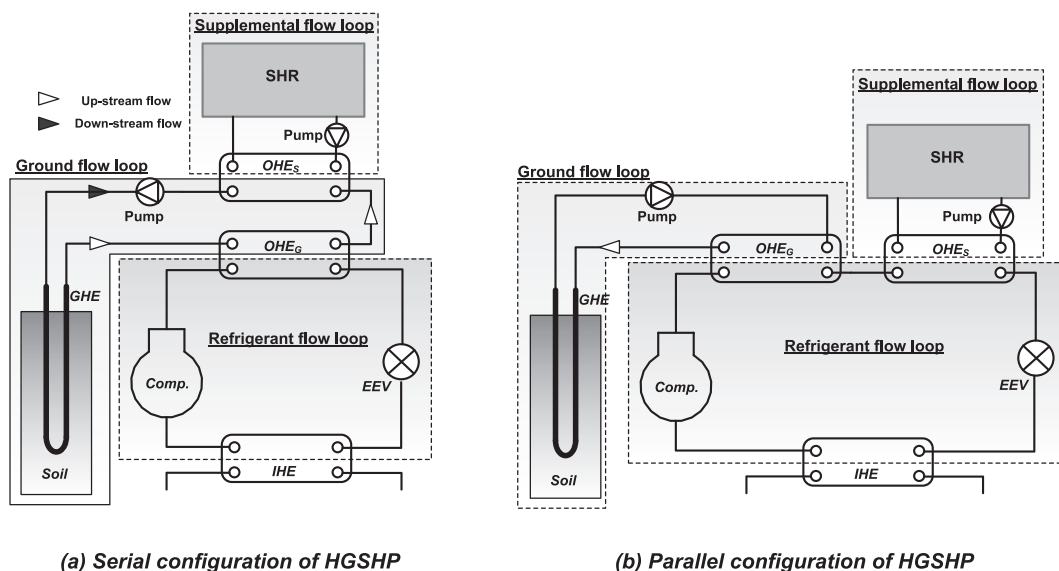 Supplemental flow loop
SHR
Up-stream flow
Down-stream flow
Pump
OHES
Ground flow loop
Pump
OHEG
GHE
Refrigerant flow loop
Comp.
EEV
Soil
IHE
(a) Serial configuration of HGSHP
Supplemental flow loop
SHR
Ground flow loop
Pump
Pump
OHEG
OHES
GHE
Refrigerant flow loop
Comp.
EEV
Soil
IHE
(b) Parallel configuration of HGSHP